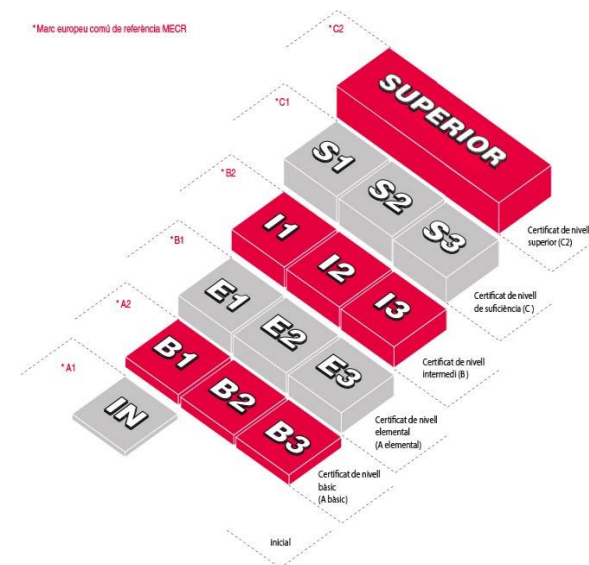 *Marc europeu comú de referència MECR
*C2
SUPERIOR
*C1
S1
S2
S3
Certificat de nivell
superior (C2)
*B2
I1
I2
I3
Certificat de nivell
de suficiència (C )
*B1
E1
E2
E3
Certificat de nivell
intermedi (B )
*A2
B1
B2
B3
Certificat de nivell
elemental
(A elemental)
*A1
IN
Certificat de nivell
bàsic
(A bàsic)
inicial